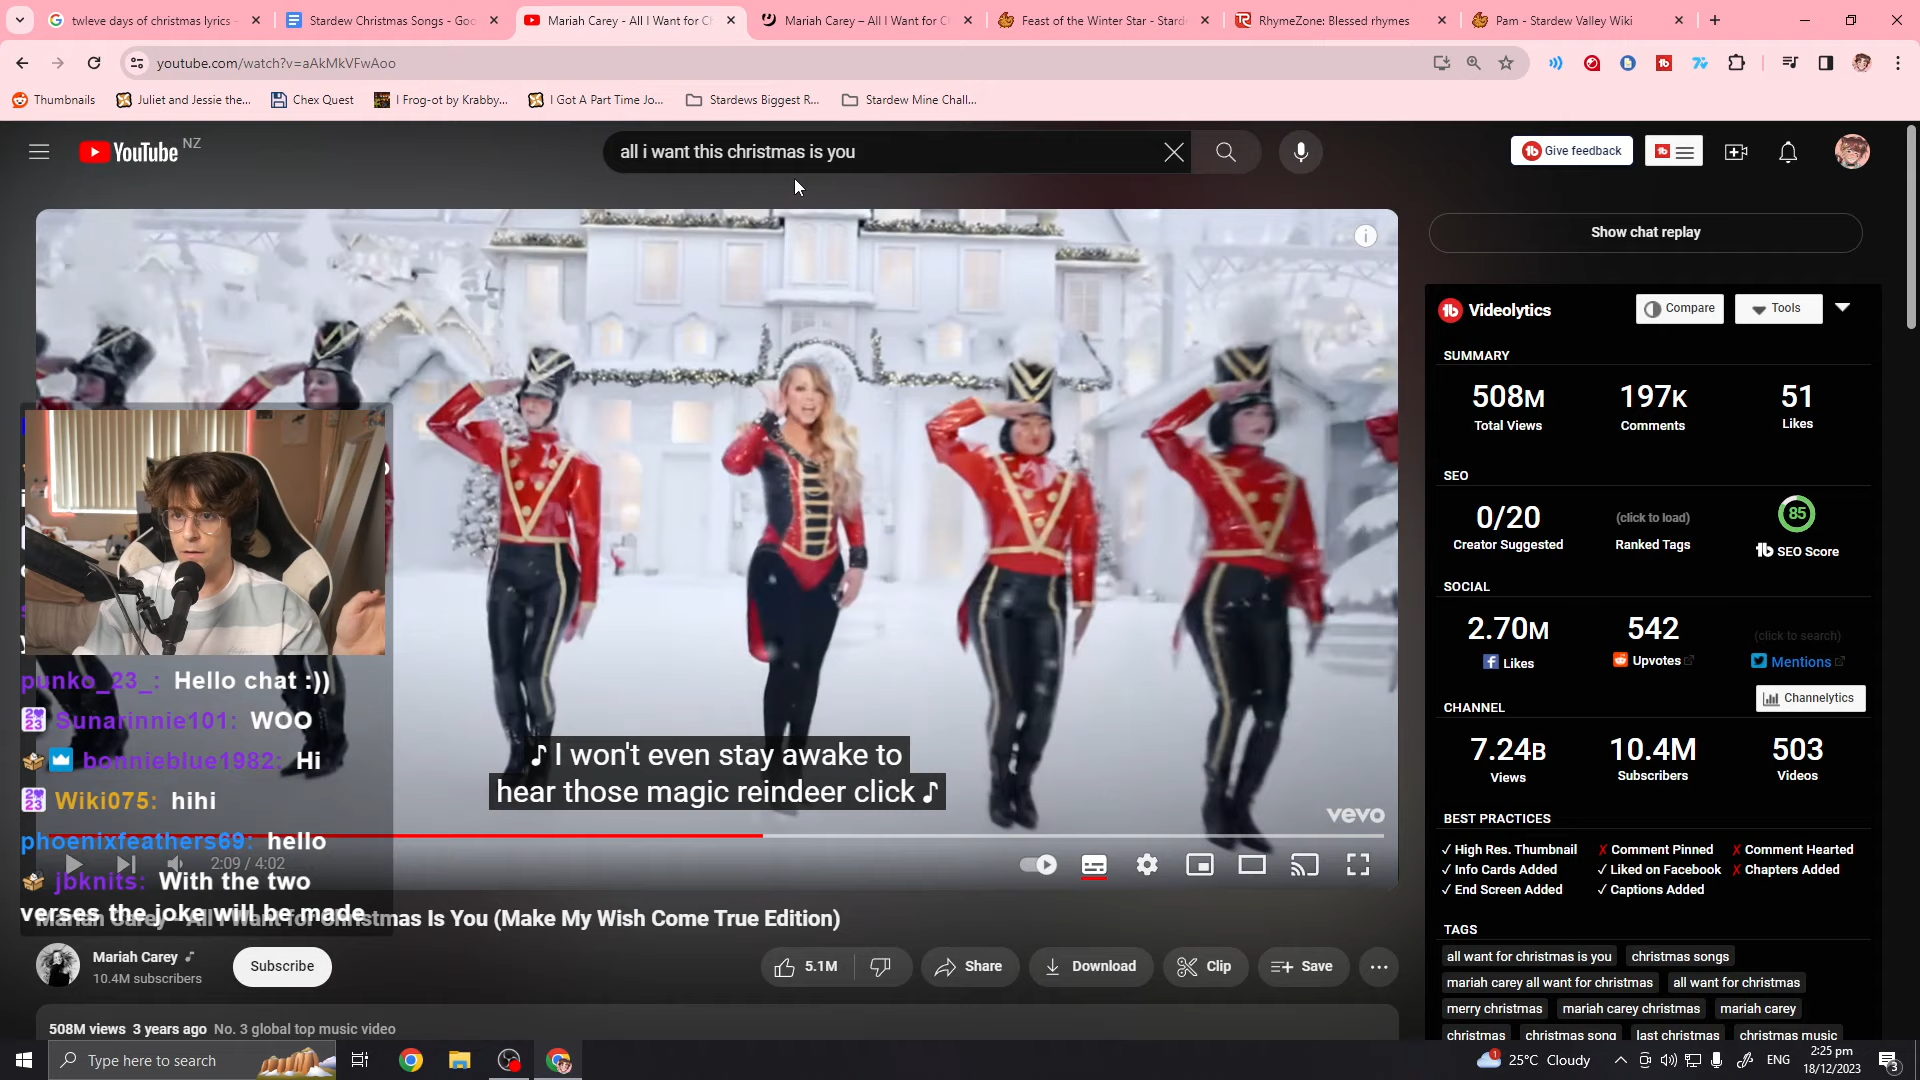 twleve days of christmas lyrics -
Stardew Christmas Songs - Goo
Mariah Carey - All I Want for Ch
Mariah Carey – All I Want for C
Feast of the Winter Star - Stard
RhymeZone: Blessed rhymes
Pam - Stardew Valley Wiki
youtube.com/watch?v=aAkMkVFwAoo
Thumbnails
Juliet and Jessie the...
Chex Quest
I Frog-ot by Krabby...
I Got A Part Time Jo...
Stardews Biggest R...
Stardew Mine Chall...
YouTube NZ
all i want this christmas is you
Give feedback
Show chat replay
Videolytics
Compare
Tools
SUMMARY
508M 197K 51
Total Views Comments Likes
SEO
0/20 (click to load) 85
Creator Suggested Ranked Tags SEO Score
SOCIAL
2.70M 542 (click to search)
Likes Upvotes Mentions
Channelytics
CHANNEL
7.24B 10.4M 503
Views Subscribers Videos
BEST PRACTICES
✓ High Res. Thumbnail ✗ Comment Pinned ✗ Comment Hearted
✓ Info Cards Added ✓ Liked on Facebook ✗ Chapters Added
✓ End Screen Added ✓ Captions Added
TAGS
all want for christmas is you christmas songs
mariah carey all want for christmas all want for christmas
merry christmas mariah carey christmas mariah carey
christmas christmas song last christmas christmas music
♪ I won't even stay awake to
hear those magic reindeer click ♪
vevo
punko_23_: Hello chat :))
Sunarinnie101: WOO
bonnieblue1982: Hi
Wiki075: hihi
phoenixfeathers69: hello
2:09 / 4:02
jbknits: With the two
verses the joke will be made
Mariah Carey - All I Want for Christmas Is You (Make My Wish Come True Edition)
Mariah Carey
10.4M subscribers
Subscribe
5.1M
Share
Download
Clip
Save
508M views 3 years ago No. 3 global top music video
Type here to search
25°C Cloudy
ENG
2:25 pm
18/12/2023
3